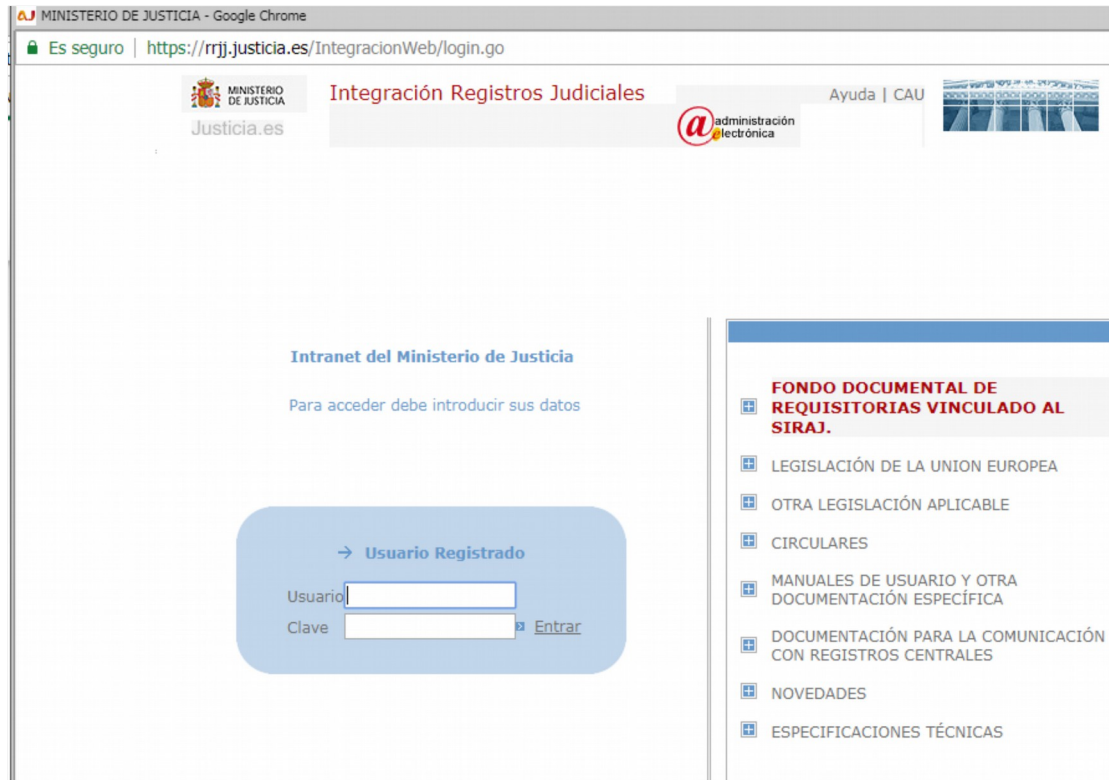 MINISTERIO DE JUSTICIA - Google Chrome
Es seguro | https://rrjj.justicia.es/IntegracionWeb/login.go
MINISTERIO
DE JUSTICIA
Justicia.es
Integración Registros Judiciales
administración
electrónica
Ayuda | CAU
Intranet del Ministerio de Justicia
Para acceder debe introducir sus datos
→ Usuario Registrado
Usuario
Clave
Entrar
FONDO DOCUMENTAL DE
REQUISITORIAS VINCULADO AL
SIRAJ.
LEGISLACIÓN DE LA UNION EUROPEA
OTRA LEGISLACIÓN APLICABLE
CIRCULARES
MANUALES DE USUARIO Y OTRA
DOCUMENTACIÓN ESPECÍFICA
DOCUMENTACIÓN PARA LA COMUNICACIÓN
CON REGISTROS CENTRALES
NOVEDADES
ESPECIFICACIONES TÉCNICAS